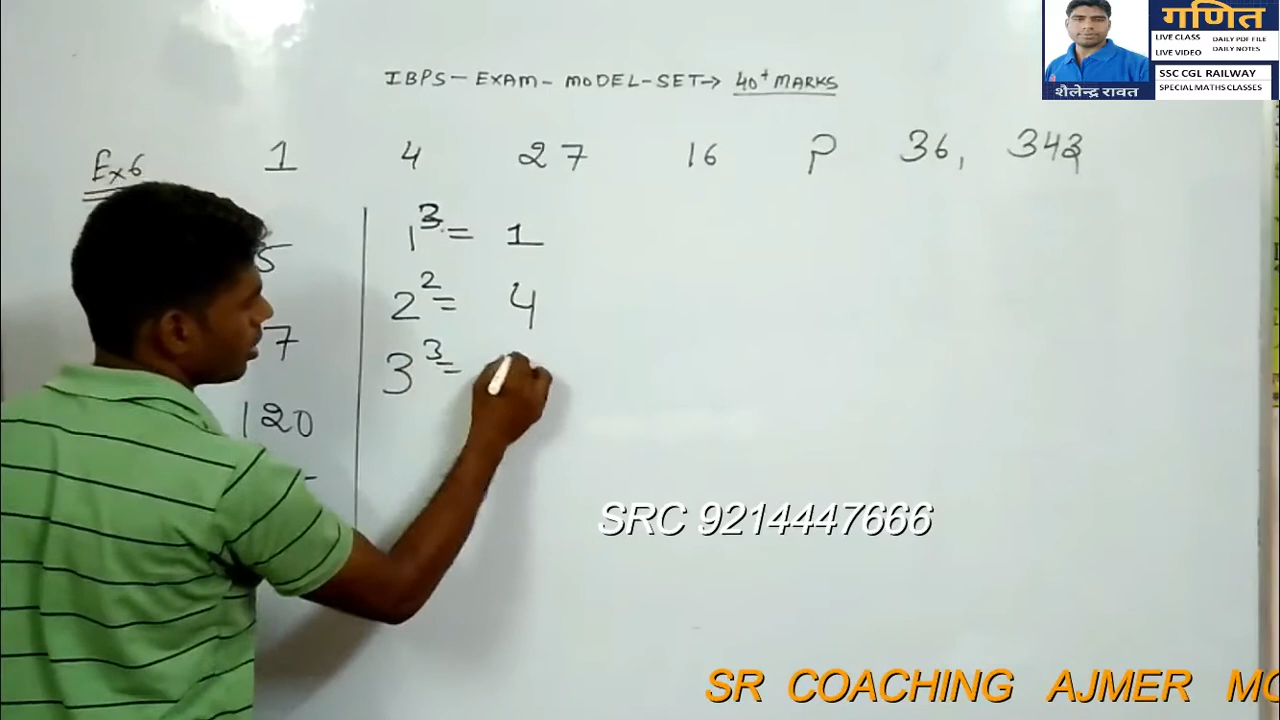 गणित
LIVE CLASS DAILY PDF FILE
LIVE VIDEO DAILY NOTES
SSC CGL RAILWAY
SPECIAL MATHS CLASSES
शैलेन्द्र रावत
IBPS - EXAM - MODEL-SET→ 40+ MARKS
Ex6 1 4 27 16 ? 36, 343
5
7
120
1³ = 1
2² = 4
3³ =
SRC 9214447666
SR COACHING AJMER